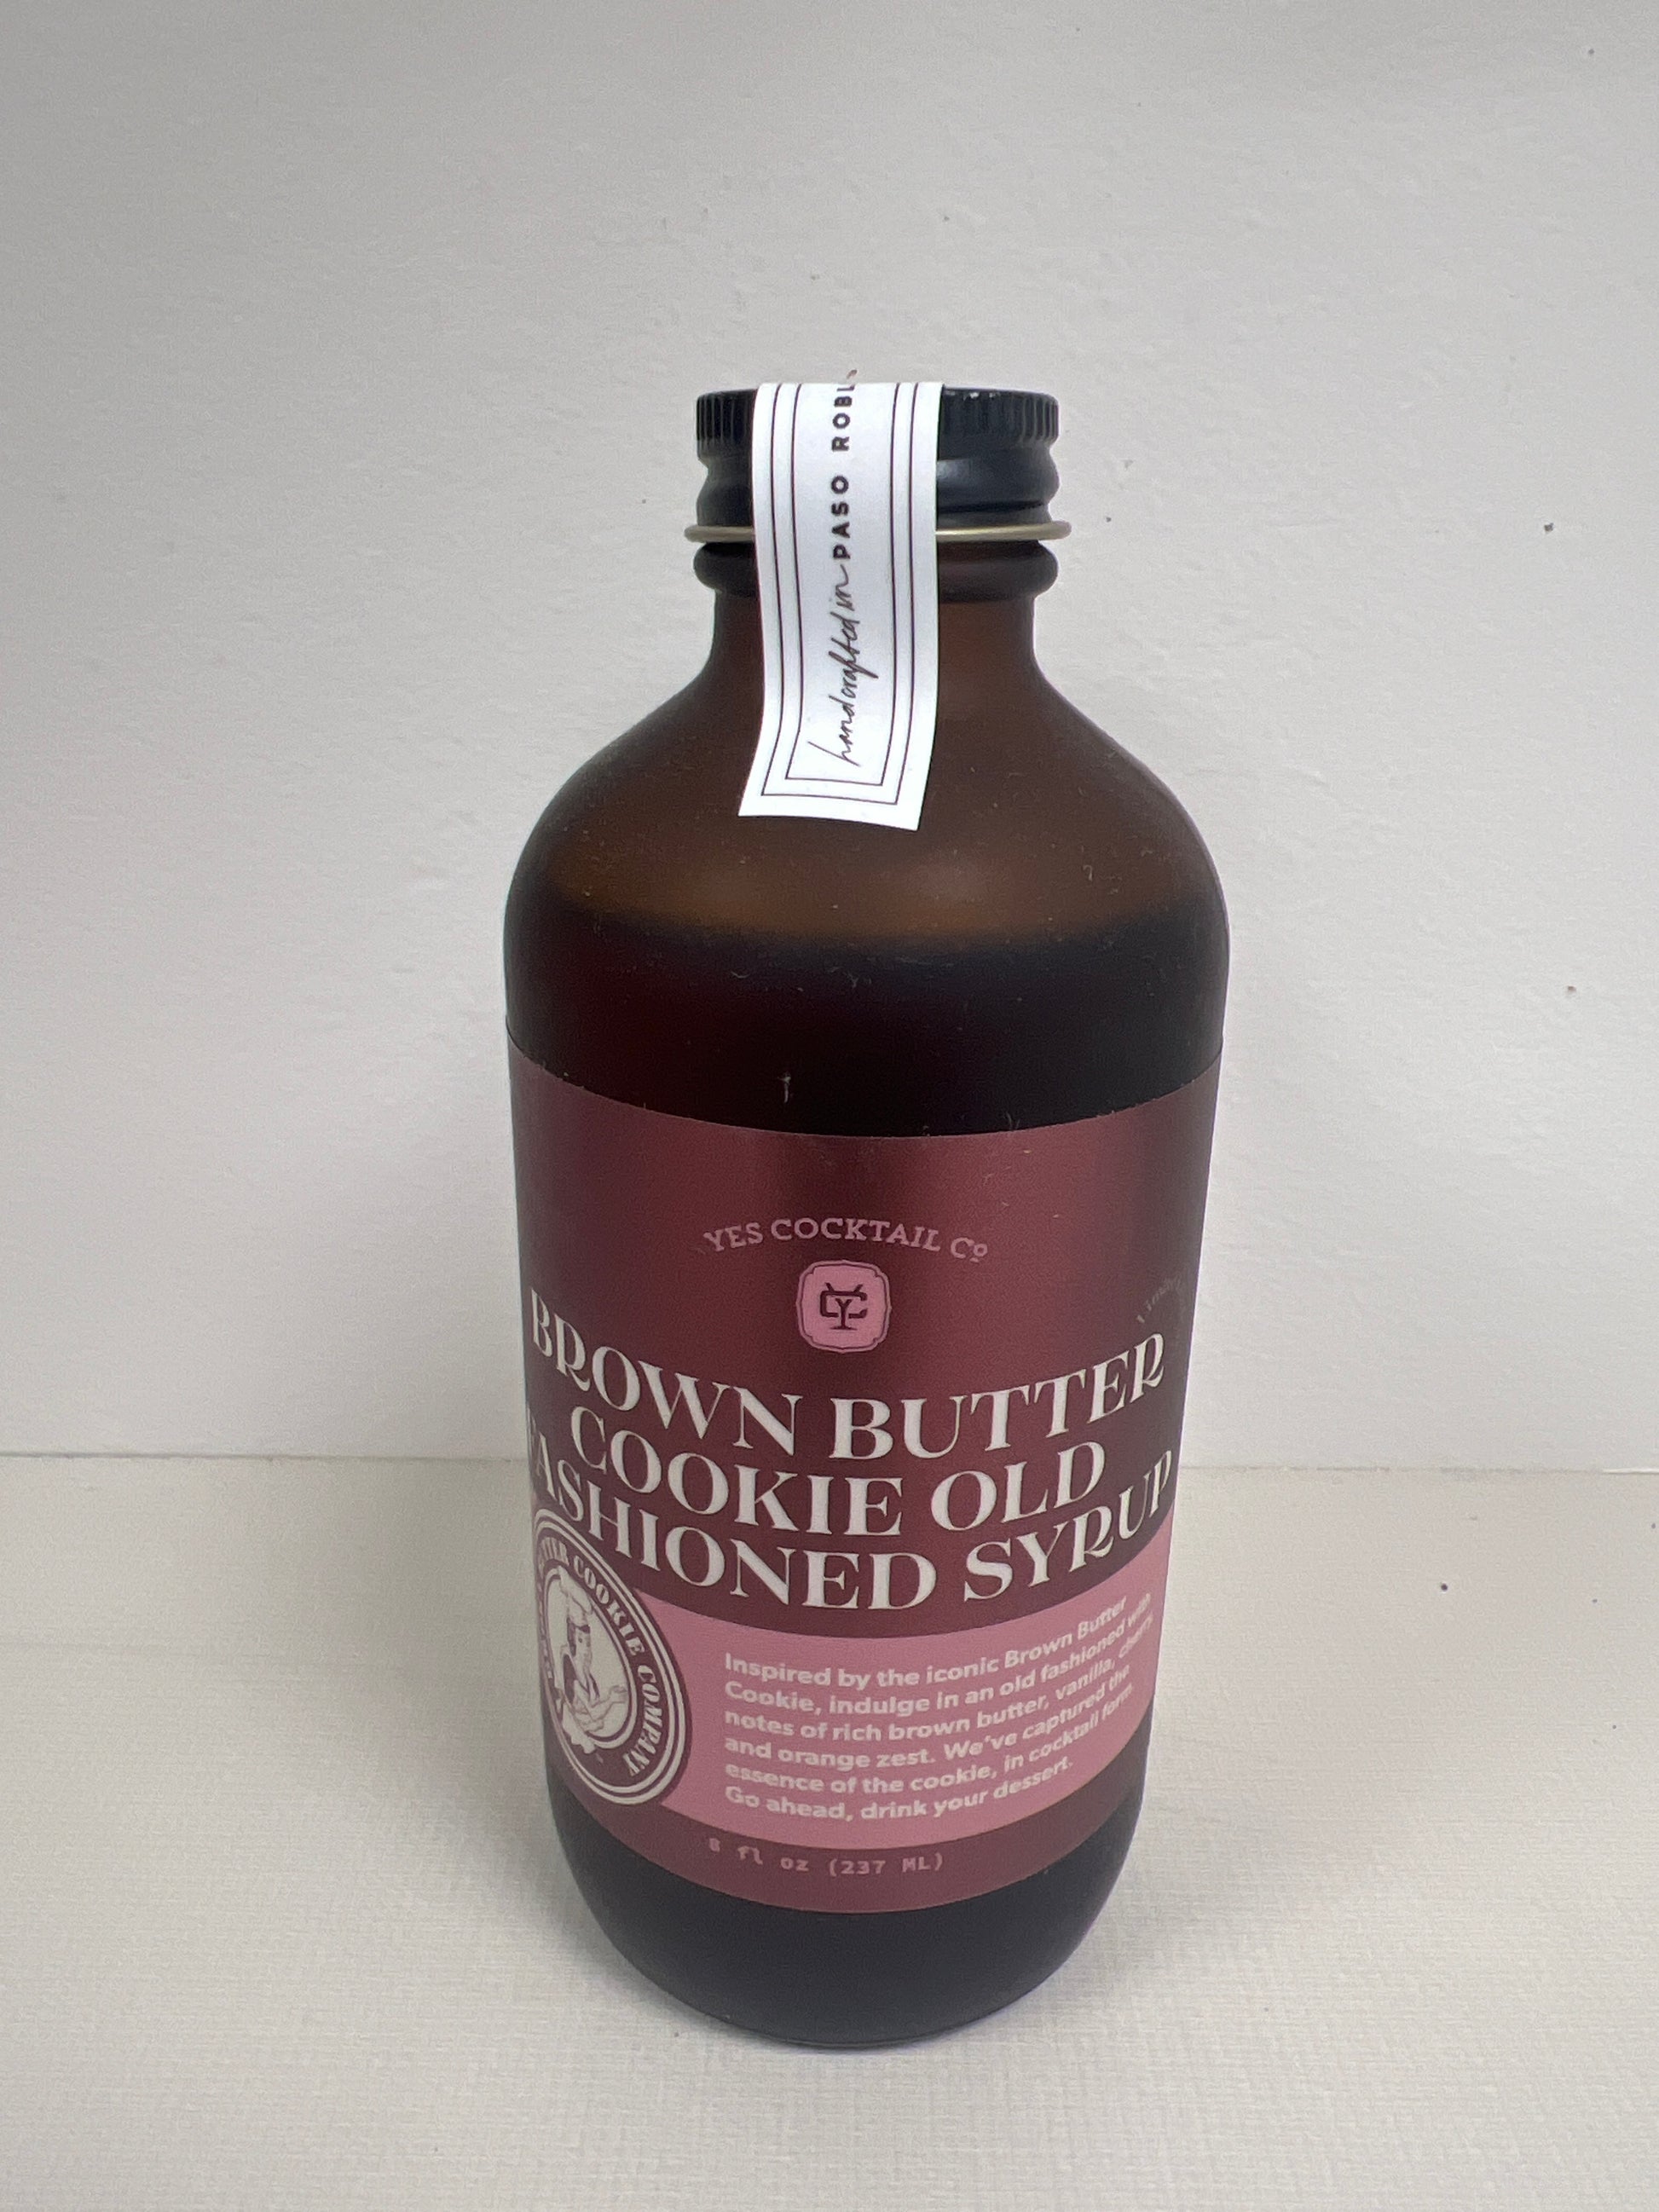 handcrafted in PASO ROBL
YES COCKTAIL Cº
YC
BROWN BUTTER
COOKIE OLD
FASHIONED SYRUP
BUTTER COOKIE COMPANY
Inspired by the iconic Brown Butter
Cookie, indulge in an old fashioned with
notes of rich brown butter, vanilla, cherry,
and orange zest. We've captured the
essence of the cookie, in cocktail form.
Go ahead, drink your dessert.
8 fl oz (237 ML)